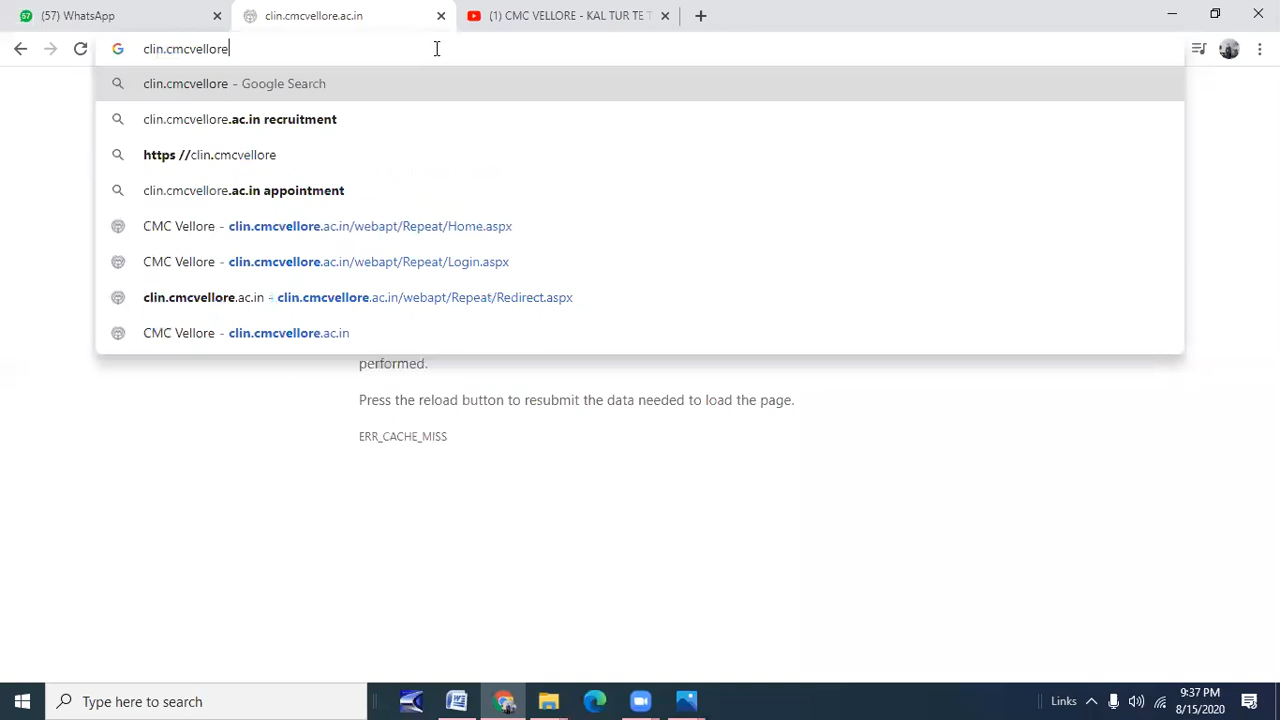 57
(57) WhatsApp
clin.cmcvellore.ac.in
(1) CMC VELLORE - KAL TUR TE T
clin.cmcvellore
clin.cmcvellore - Google Search
clin.cmcvellore.ac.in recruitment
https //clin.cmcvellore
clin.cmcvellore.ac.in appointment
CMC Vellore - clin.cmcvellore.ac.in/webapt/Repeat/Home.aspx
CMC Vellore - clin.cmcvellore.ac.in/webapt/Repeat/Login.aspx
clin.cmcvellore.ac.in - clin.cmcvellore.ac.in/webapt/Repeat/Redirect.aspx
CMC Vellore - clin.cmcvellore.ac.in
performed.
Press the reload button to resubmit the data needed to load the page.
ERR_CACHE_MISS
Type here to search
Links
9:37 PM
8/15/2020
5